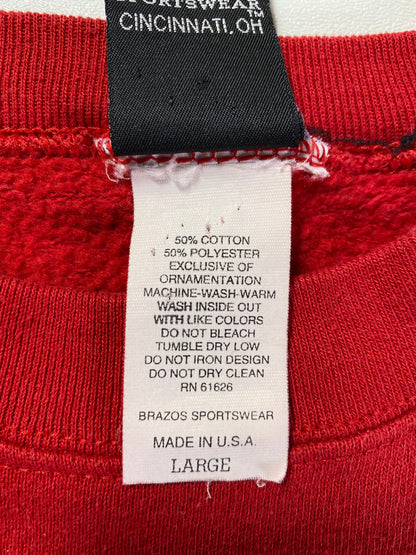 SPORTSWEAR™
CINCINNATI, OH
50% COTTON
50% POLYESTER
EXCLUSIVE OF
ORNAMENTATION
MACHINE-WASH-WARM
WASH INSIDE OUT
WITH LIKE COLORS
DO NOT BLEACH
TUMBLE DRY LOW
DO NOT IRON DESIGN
DO NOT DRY CLEAN
RN 61626
BRAZOS SPORTSWEAR
MADE IN U.S.A.
LARGE